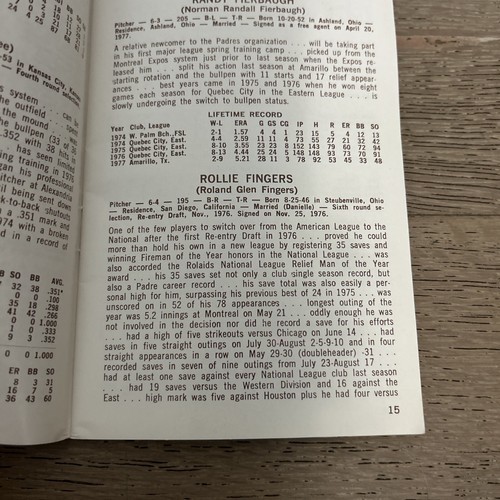 RANDY FIERBAUGH
(Norman Randall Fierbaugh)
Pitcher — 6-3 — 205 — B-L — T-R — Born 10-20-52 in Ashland, Ohio —
Residence, Ashland, Ohio — Married — Signed as a free agent on April 20,
1977.
A relative newcomer to the Padres organization . . . will be taking part
in his first major league spring training camp . . . picked up from the
Montreal Expos system just prior to last season when the Expos re-
leased him . . . split his action last season at Amarillo between the
starting rotation and the bullpen with 11 starts and 17 relief appear-
ances . . . best years came in 1975 and 1976 when he won eight
games each season for Quebec City in the Eastern League . . . is
slowly undergoing the switch to bullpen status.
LIFETIME RECORD
Year Club, League W-L ERA G GS CG IP H R ER BB SO
1974 W. Palm Bch., FSL 2-1 1.57 4 4 1 23 15 5 4 12 13
1974 Quebec City, East. 4-4 2.59 11 11 4 73 55 27 21 32 42
1975 Quebec City, East. 8-10 3.55 23 23 8 152 143 79 60 72 94
1976 Quebec City, East. 8-13 4.44 25 24 5 148 148 93 73 70 91
1977 Amarillo, Tx. 2-9 5.21 28 11 3 78 92 53 45 33 48
ROLLIE FINGERS
(Roland Glen Fingers)
Pitcher — 6-4 — 195 — B-R — T-R — Born 8-25-46 in Steubenville, Ohio
— Residence, San Diego, California — Married (Danielle) — Sixth round se-
lection, Re-entry Draft, Nov., 1976. Signed on Nov. 25, 1976.
One of the few players to switch over from the American League to the
National after the first Re-entry Draft in 1976 . . . proved he could
more than hold his own in a new league by registering 35 saves and
winning Fireman of the Year honors in the National League . . . was
also accorded the Rolaids National League Relief Man of the Year
award . . . his 35 saves set not only a club single season record, but
also a Padre career record . . . his save total was also easily a per-
sonal high for him, surpassing his previous best of 24 in 1975 . . . was
unscored on in 52 of his 78 appearances . . . longest outing of the
year was 5.2 innings at Montreal on May 21 . . . oddly enough he was
not involved in the decision nor did he record a save for his efforts
. . . had a high of five strikeouts versus Chicago on June 14 . . . had
saves in five straight outings on July 30-August 2-5-9-10 and in four
straight appearances in a row on May 29-30 (doubleheader) -31 . . .
recorded saves in seven of nine outings from July 23-August 17 . . .
had at least one save against every National League club last season
. . . had 19 saves versus the Western Division and 16 against the
East . . . high mark was five against Houston plus he had four versus
15